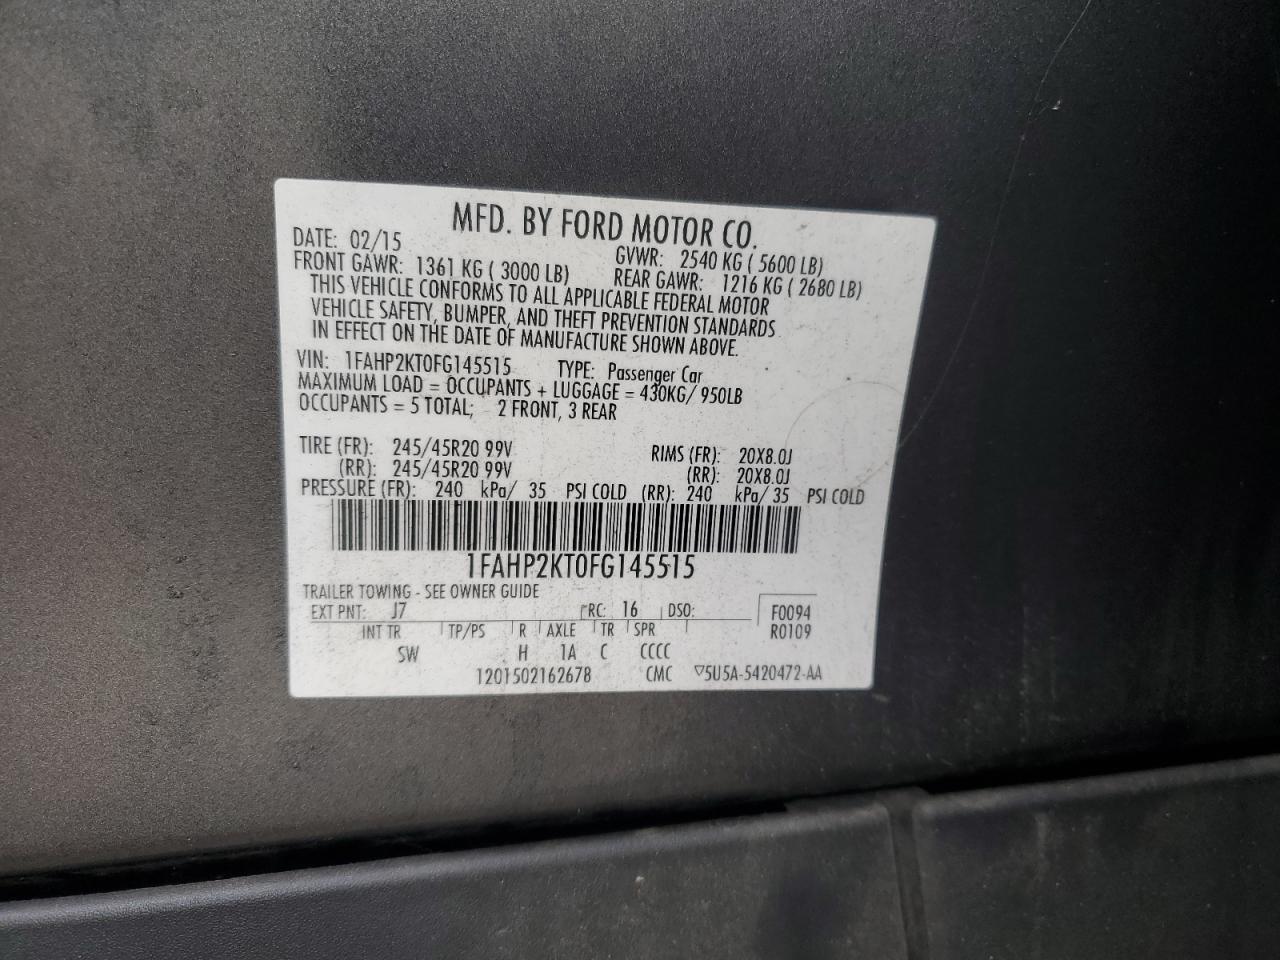 MFD. BY FORD MOTOR CO.
DATE: 02/15 GVWR: 2540 KG ( 5600 LB)
FRONT GAWR: 1361 KG ( 3000 LB) REAR GAWR: 1216 KG ( 2680 LB)
THIS VEHICLE CONFORMS TO ALL APPLICABLE FEDERAL MOTOR
VEHICLE SAFETY, BUMPER, AND THEFT PREVENTION STANDARDS
IN EFFECT ON THE DATE OF MANUFACTURE SHOWN ABOVE.
VIN: 1FAHP2KT0FG145515 TYPE: Passenger Car
MAXIMUM LOAD = OCCUPANTS + LUGGAGE = 430KG/ 950LB
OCCUPANTS = 5 TOTAL; 2 FRONT, 3 REAR
TIRE (FR): 245/45R20 99V RIMS (FR): 20X8.0J
(RR): 245/45R20 99V (RR): 20X8.0J
PRESSURE (FR): 240 kPa/ 35 PSI COLD (RR): 240 kPa/ 35 PSI COLD
1FAHP2KT0FG145515
TRAILER TOWING - SEE OWNER GUIDE
EXT PNT: J7 RC: 16 DSO: F0094
INT TR TP/PS R AXLE TR SPR R0109
SW H 1A C CCCC
1201502162678 CMC ▽5U5A-5420472-AA